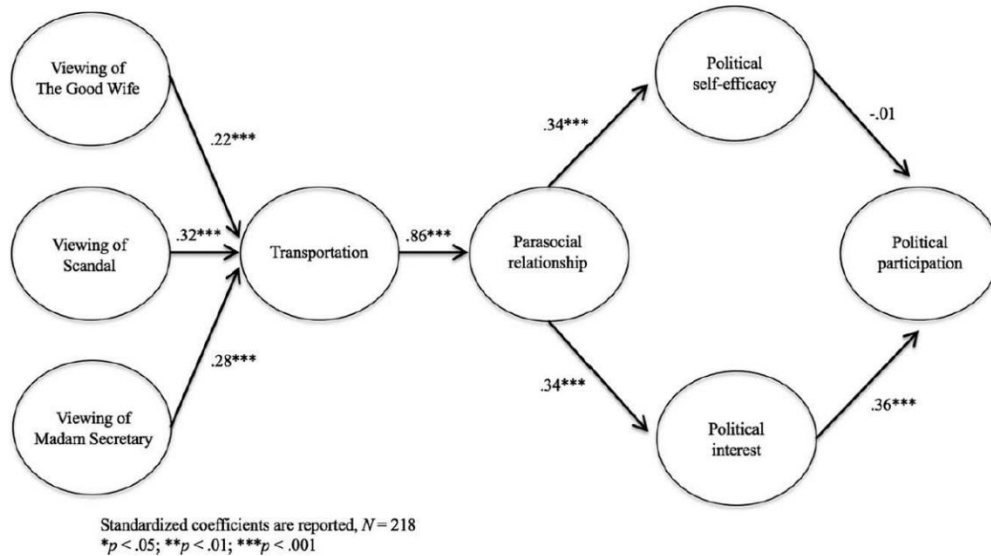 Viewing of
The Good Wife
Political
self-efficacy
.22***
.34***
-.01
Viewing of
Scandal
.32***
Transportation
.86***
Parasocial
relationship
Political
participation
.28***
.34***
.36***
Viewing of
Madam Secretary
Political
interest
Standardized coefficients are reported, N = 218
*p < .05; **p < .01; ***p < .001